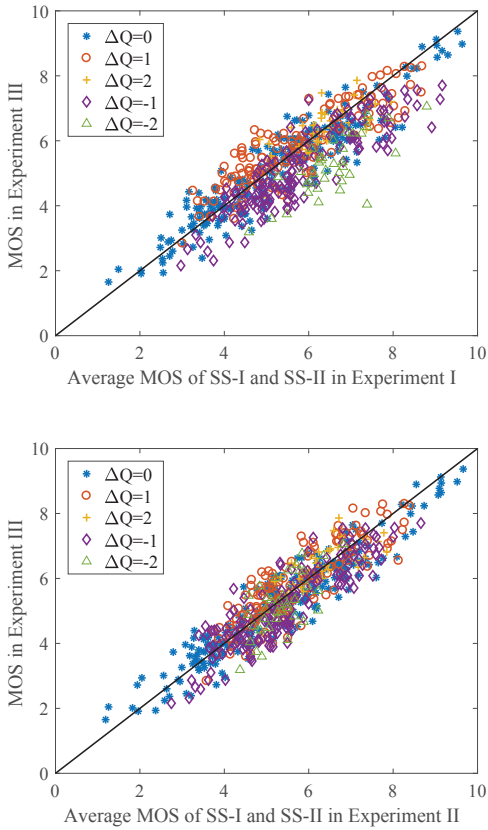 10
ΔQ=0
ΔQ=1
8
ΔQ=2
ΔQ=-1
ΔQ=-2
6
MOS in Experiment III
4
2
0
0 2 4 6 8 10
Average MOS of SS-I and SS-II in Experiment I
10
ΔQ=0
ΔQ=1
8
ΔQ=2
ΔQ=-1
ΔQ=-2
6
MOS in Experiment III
4
2
0
0 2 4 6 8 10
Average MOS of SS-I and SS-II in Experiment II